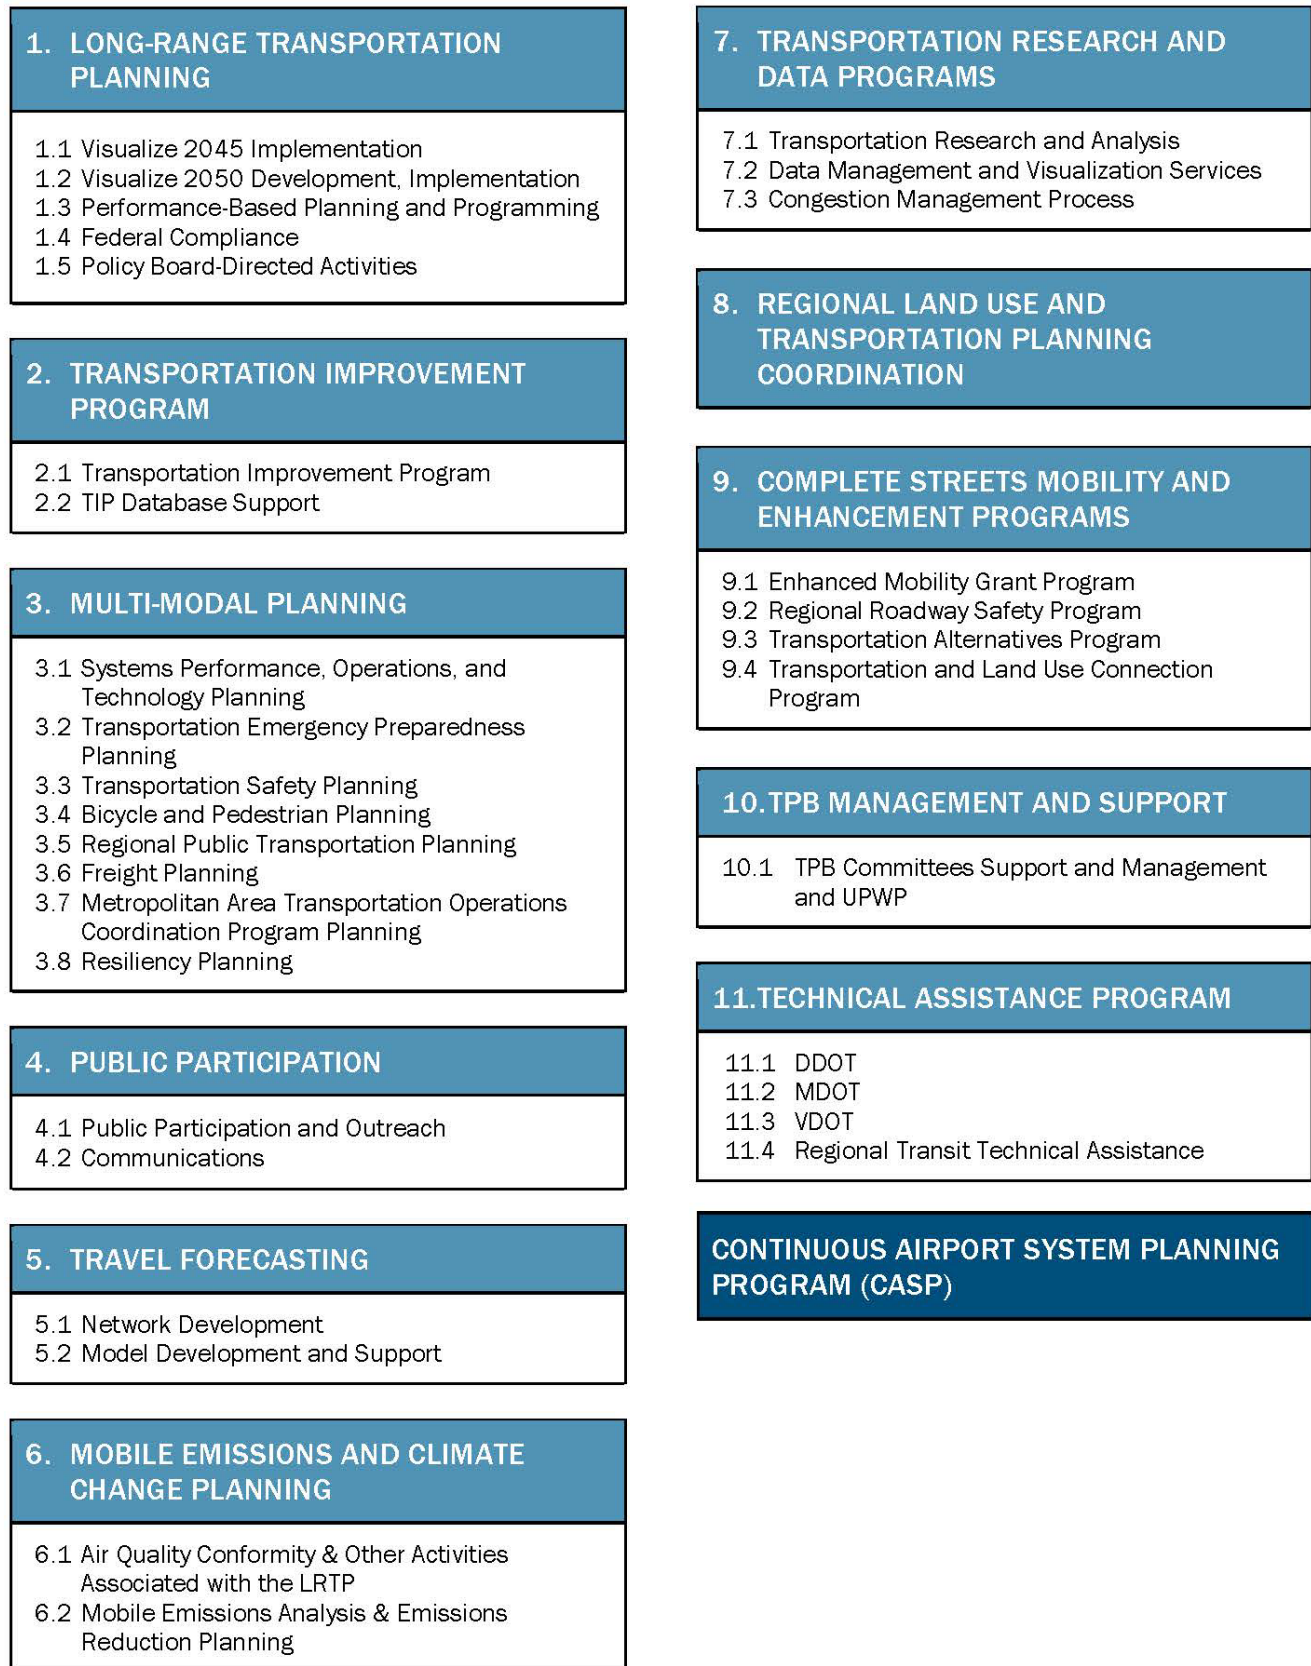 1. LONG-RANGE TRANSPORTATION
PLANNING
1.1 Visualize 2045 Implementation
1.2 Visualize 2050 Development, Implementation
1.3 Performance-Based Planning and Programming
1.4 Federal Compliance
1.5 Policy Board-Directed Activities
2. TRANSPORTATION IMPROVEMENT
PROGRAM
2.1 Transportation Improvement Program
2.2 TIP Database Support
3. MULTI-MODAL PLANNING
3.1 Systems Performance, Operations, and
Technology Planning
3.2 Transportation Emergency Preparedness
Planning
3.3 Transportation Safety Planning
3.4 Bicycle and Pedestrian Planning
3.5 Regional Public Transportation Planning
3.6 Freight Planning
3.7 Metropolitan Area Transportation Operations
Coordination Program Planning
3.8 Resiliency Planning
4. PUBLIC PARTICIPATION
4.1 Public Participation and Outreach
4.2 Communications
5. TRAVEL FORECASTING
5.1 Network Development
5.2 Model Development and Support
6. MOBILE EMISSIONS AND CLIMATE
CHANGE PLANNING
6.1 Air Quality Conformity & Other Activities
Associated with the LRTP
6.2 Mobile Emissions Analysis & Emissions
Reduction Planning
7. TRANSPORTATION RESEARCH AND
DATA PROGRAMS
7.1 Transportation Research and Analysis
7.2 Data Management and Visualization Services
7.3 Congestion Management Process
8. REGIONAL LAND USE AND
TRANSPORTATION PLANNING
COORDINATION
9. COMPLETE STREETS MOBILITY AND
ENHANCEMENT PROGRAMS
9.1 Enhanced Mobility Grant Program
9.2 Regional Roadway Safety Program
9.3 Transportation Alternatives Program
9.4 Transportation and Land Use Connection
Program
10.TPB MANAGEMENT AND SUPPORT
10.1 TPB Committees Support and Management
and UPWP
11.TECHNICAL ASSISTANCE PROGRAM
11.1 DDOT
11.2 MDOT
11.3 VDOT
11.4 Regional Transit Technical Assistance
CONTINUOUS AIRPORT SYSTEM PLANNING
PROGRAM (CASP)